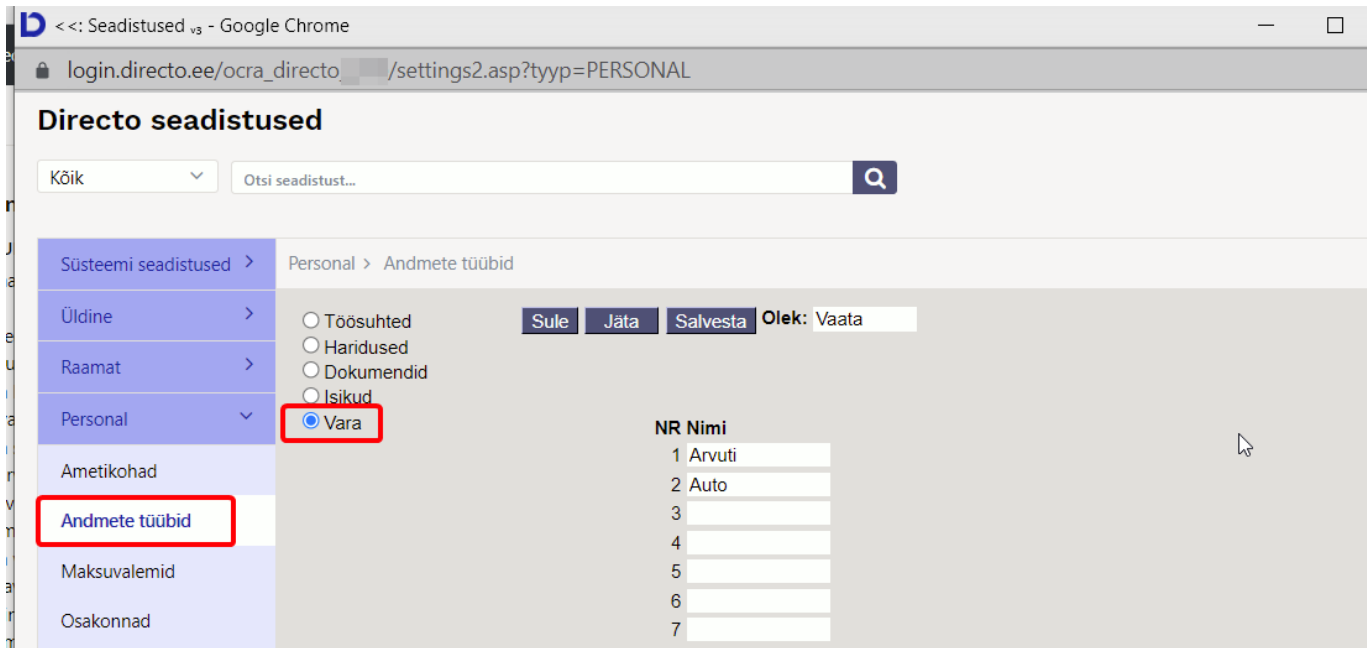 <<: Seadistused v3 - Google Chrome
login.directo.ee/ocra_directo_ /settings2.asp?tyyp=PERSONAL
Directo seadistused
Kõik Otsi seadistust...
Süsteemi seadistused
Üldine
Raamat
Personal
Ametikohad
Andmete tüübid
Maksuvalemid
Osakonnad
Personal > Andmete tüübid
Töösuhted
Haridused
Dokumendid
Isikud
Vara
Sule Jäta Salvesta Olek: Vaata
NR Nimi
1 Arvuti
2 Auto
3
4
5
6
7